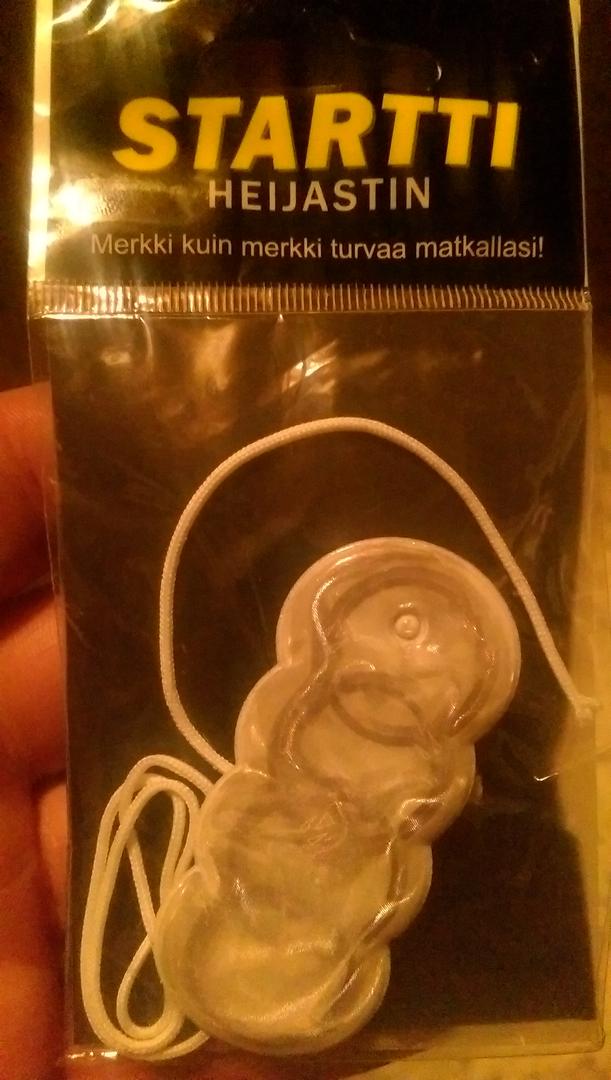 STARTTI
HEIJASTIN
Merkki kuin merkki turvaa matkallasi!